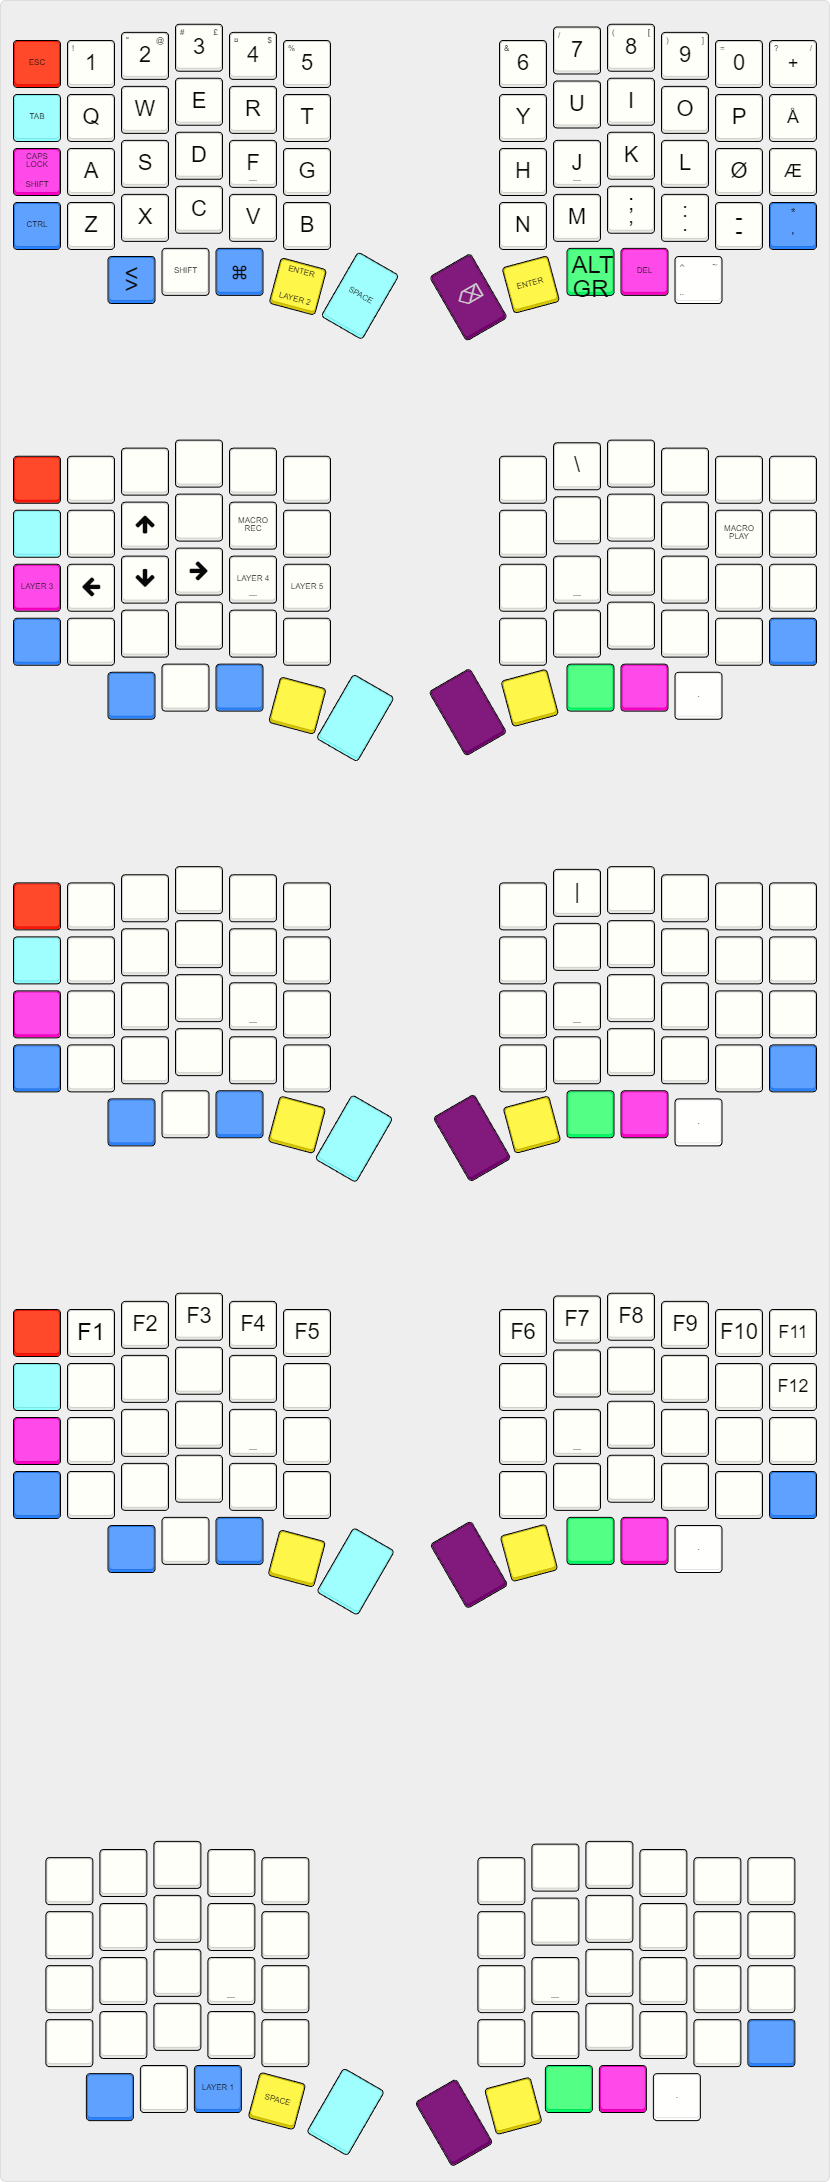 ESC ! 1 " @ 2 # £ 3 ¤ $ 4 % 5 & 6 / 7 ( [ 8 ) ] 9 = 0 ? / +
TAB Q W E R T Y U I O P Å
CAPS
LOCK
SHIFT
A S D F _ G H J _ K L Ø Æ
CTRL Z X C V B N M ; , : . - - * '
< >
SHIFT
⌘
ENTER
LAYER 2
SPACE
ENTER
ALT
GR
DEL
^ ~ ¨
\
MACRO
REC
MACRO
PLAY
LAYER 3
LAYER 4
_
LAYER 5
_
.
|
_ _
.
F1 F2 F3 F4 F5 F6 F7 F8 F9 F10 F11
F12
_ _
.
_ _
LAYER 1
SPACE
.